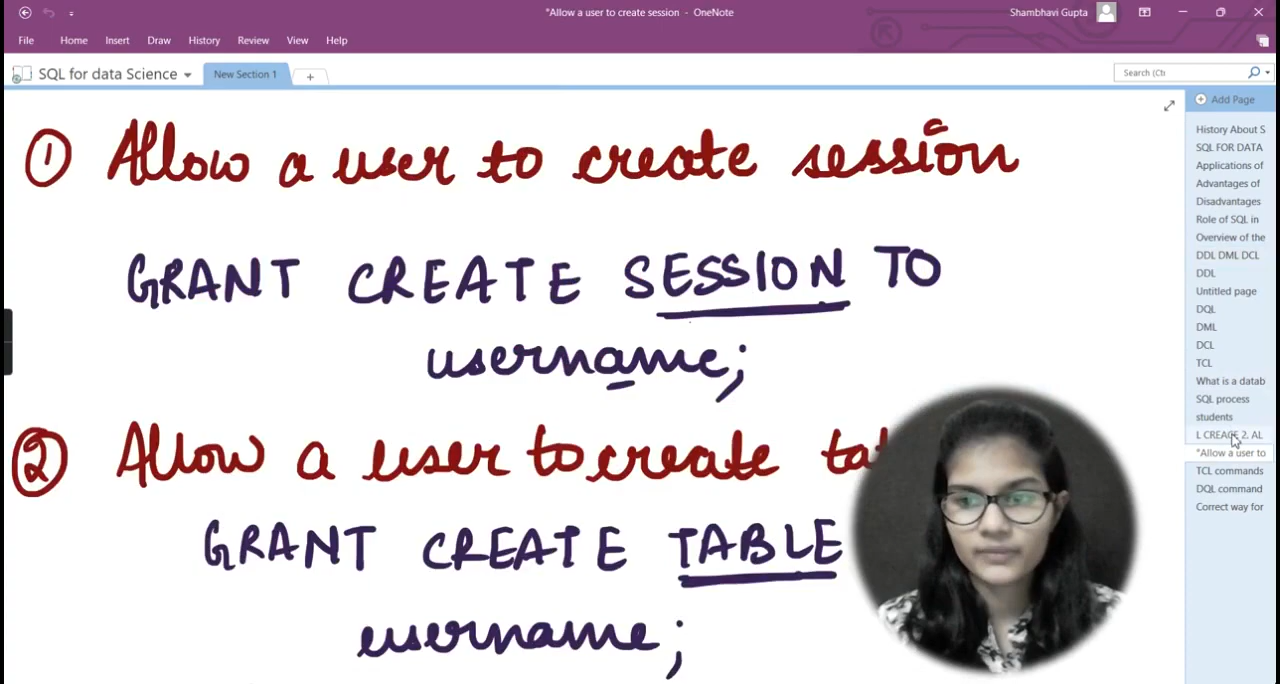 "Allow a user to create session - OneNote
Shambhavi Gupta
File Home Insert Draw History Review View Help
SQL for data Science
New Section 1
Search (Ctr
Add Page
① Allow a user to create session
GRANT CREATE SESSION TO
username;
② Allow a user to create
GRANT CREATE TABLE
username;
History About S
SQL FOR DATA
Applications of
Advantages of
Disadvantages
Role of SQL in
Overview of the
DDL DML DCL
DDL
Untitled page
DQL
DML
DCL
TCL
What is a datab
SQL process
students
2. AL
"Allow a user to
TCL commands
DQL command
Correct way for